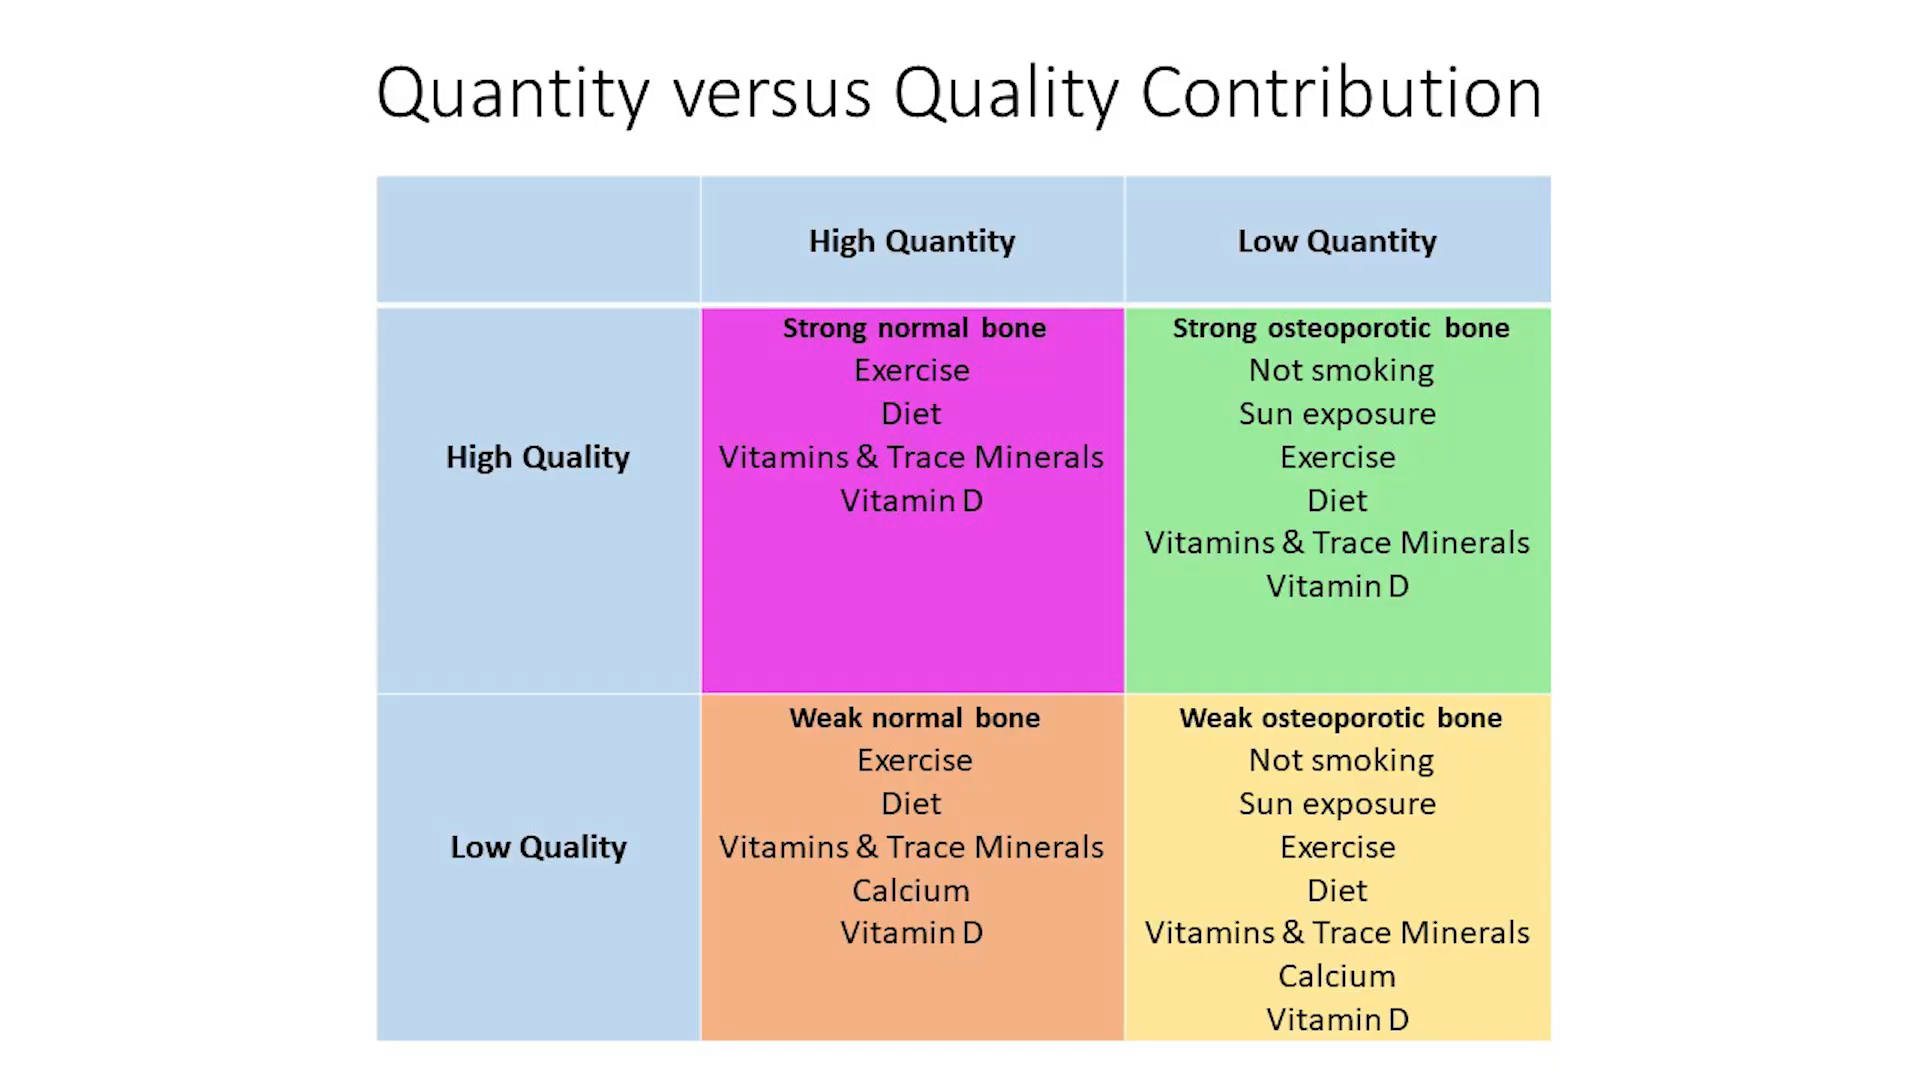 Quantity versus Quality Contribution
High Quantity
Low Quantity
High Quality
Strong normal bone
Exercise
Diet
Vitamins & Trace Minerals
Vitamin D
Strong osteoporotic bone
Not smoking
Sun exposure
Exercise
Diet
Vitamins & Trace Minerals
Vitamin D
Low Quality
Weak normal bone
Exercise
Diet
Vitamins & Trace Minerals
Calcium
Vitamin D
Weak osteoporotic bone
Not smoking
Sun exposure
Exercise
Diet
Vitamins & Trace Minerals
Calcium
Vitamin D